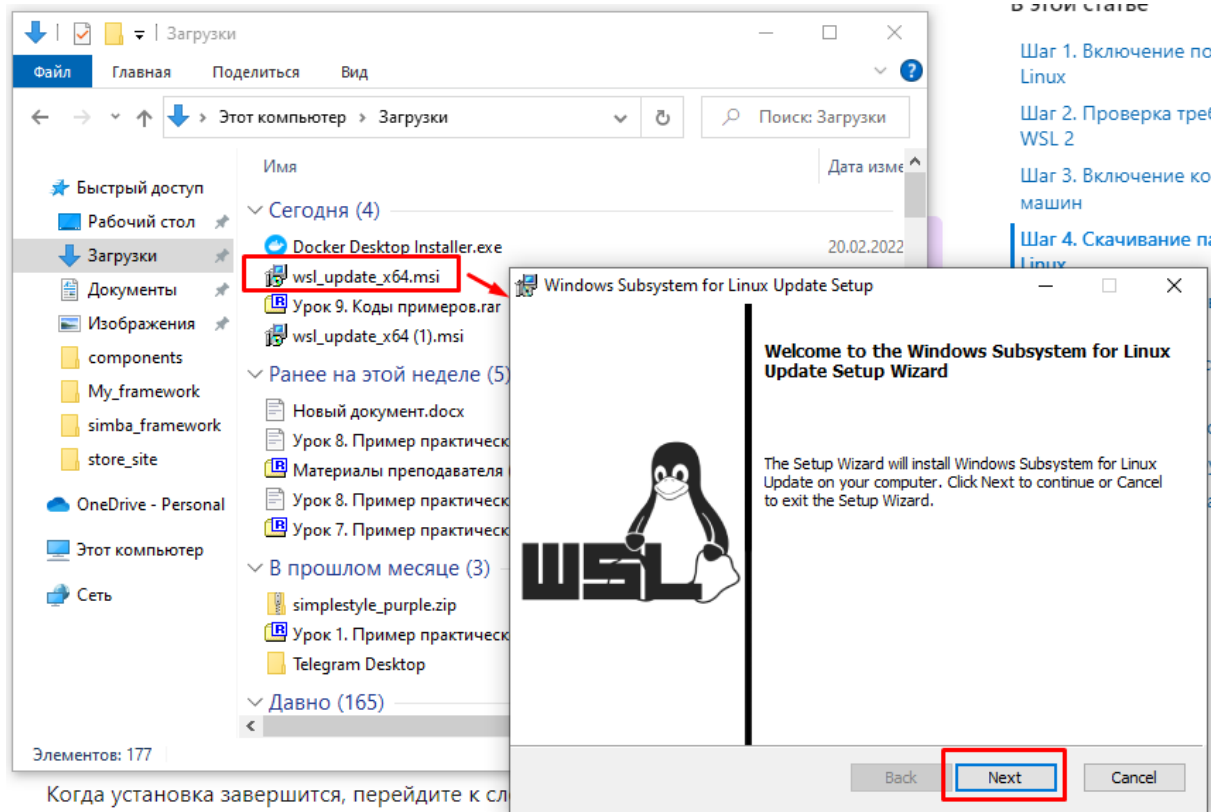 Загрузки
Файл Главная Поделиться Вид
Этот компьютер > Загрузки
Поиск: Загрузки
Имя
Дата изме
Быстрый доступ
Рабочий стол
Загрузки
Документы
Изображения
components
My_framework
simba_framework
store_site
OneDrive - Personal
Этот компьютер
Сеть
Сегодня (4)
Docker Desktop Installer.exe
20.02.2022
wsl_update_x64.msi
Урок 9. Коды примеров.rar
wsl_update_x64 (1).msi
Ранее на этой неделе (5)
Новый документ.docx
Урок 8. Пример практическ
Материалы преподавателя
Урок 8. Пример практическ
Урок 7. Пример практическ
В прошлом месяце (3)
simplestyle_purple.zip
Урок 1. Пример практическ
Telegram Desktop
Давно (165)
Элементов: 177
Windows Subsystem for Linux Update Setup
Welcome to the Windows Subsystem for Linux
Update Setup Wizard
The Setup Wizard will install Windows Subsystem for Linux
Update on your computer. Click Next to continue or Cancel
to exit the Setup Wizard.
WSL
Back Next Cancel
В этой статье
Шаг 1. Включение по
Linux
Шаг 2. Проверка треб
WSL 2
Шаг 3. Включение ко
машин
Шаг 4. Скачивание па
Linux
Когда установка завершится, перейдите к сл